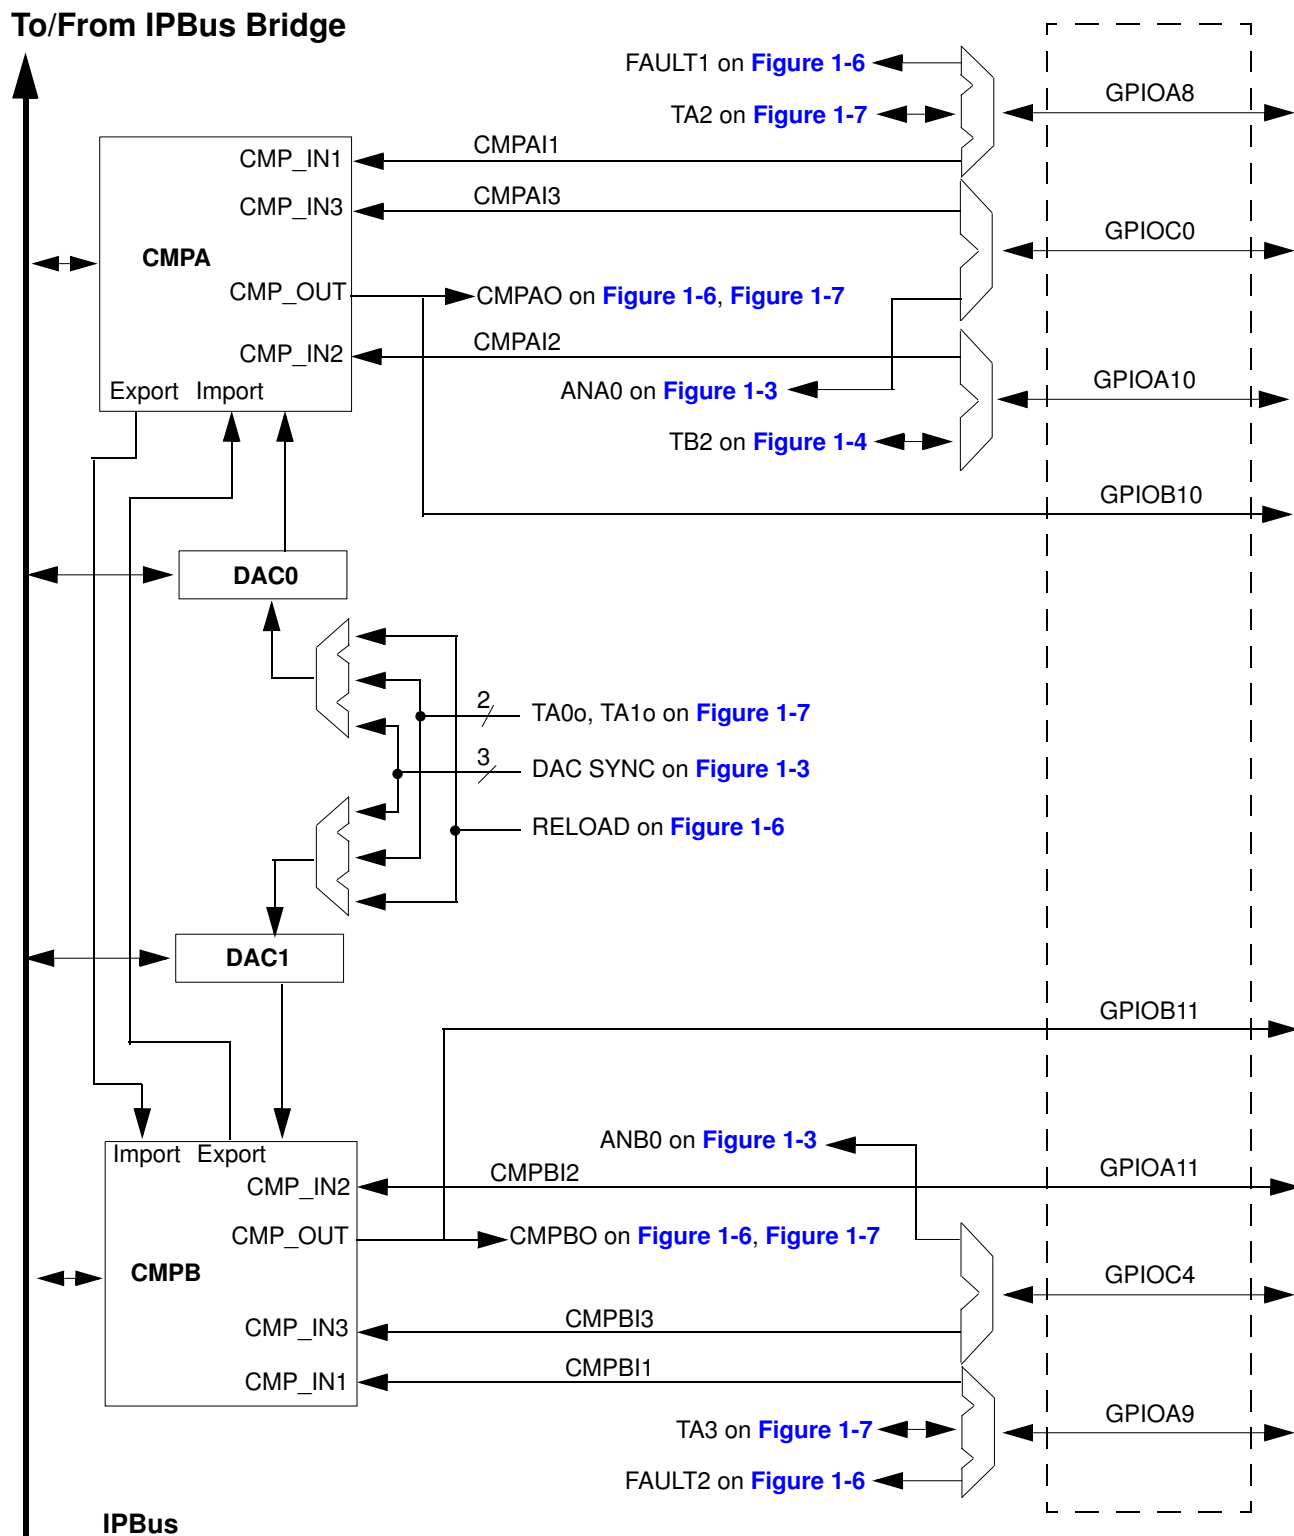 To/From IPBus Bridge
FAULT1 on Figure 1-6
GPIOA8
TA2 on Figure 1-7
CMPAI1
CMP_IN1
CMPAI3
CMP_IN3
GPIOC0
CMPA
CMP_OUT
CMPAO on Figure 1-6, Figure 1-7
CMPAI2
CMP_IN2
Export Import
ANA0 on Figure 1-3
GPIOA10
TB2 on Figure 1-4
GPIOB10
DAC0
2
TA0o, TA1o on Figure 1-7
3
DAC SYNC on Figure 1-3
RELOAD on Figure 1-6
DAC1
GPIOB11
ANB0 on Figure 1-3
Import Export
CMPBI2
GPIOA11
CMP_IN2
CMP_OUT
CMPBO on Figure 1-6, Figure 1-7
CMPB
GPIOC4
CMPBI3
CMP_IN3
CMPBI1
CMP_IN1
GPIOA9
TA3 on Figure 1-7
FAULT2 on Figure 1-6
IPBus